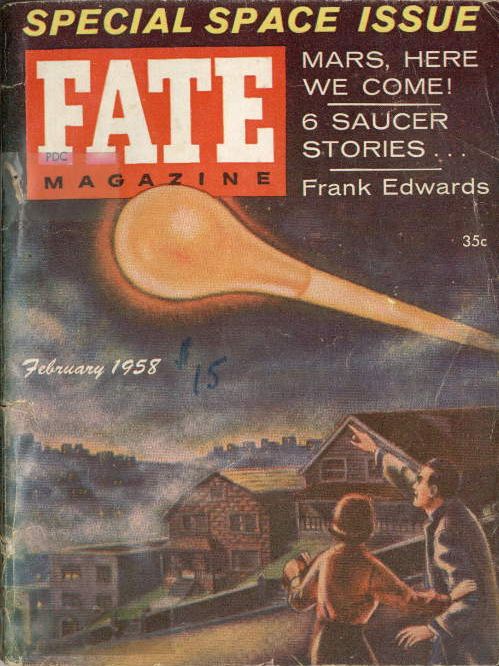 SPECIAL SPACE ISSUE
FATE
PDC
MAGAZINE
MARS, HERE
WE COME!
6 SAUCER
STORIES...
Frank Edwards
35c
February 1958
$15